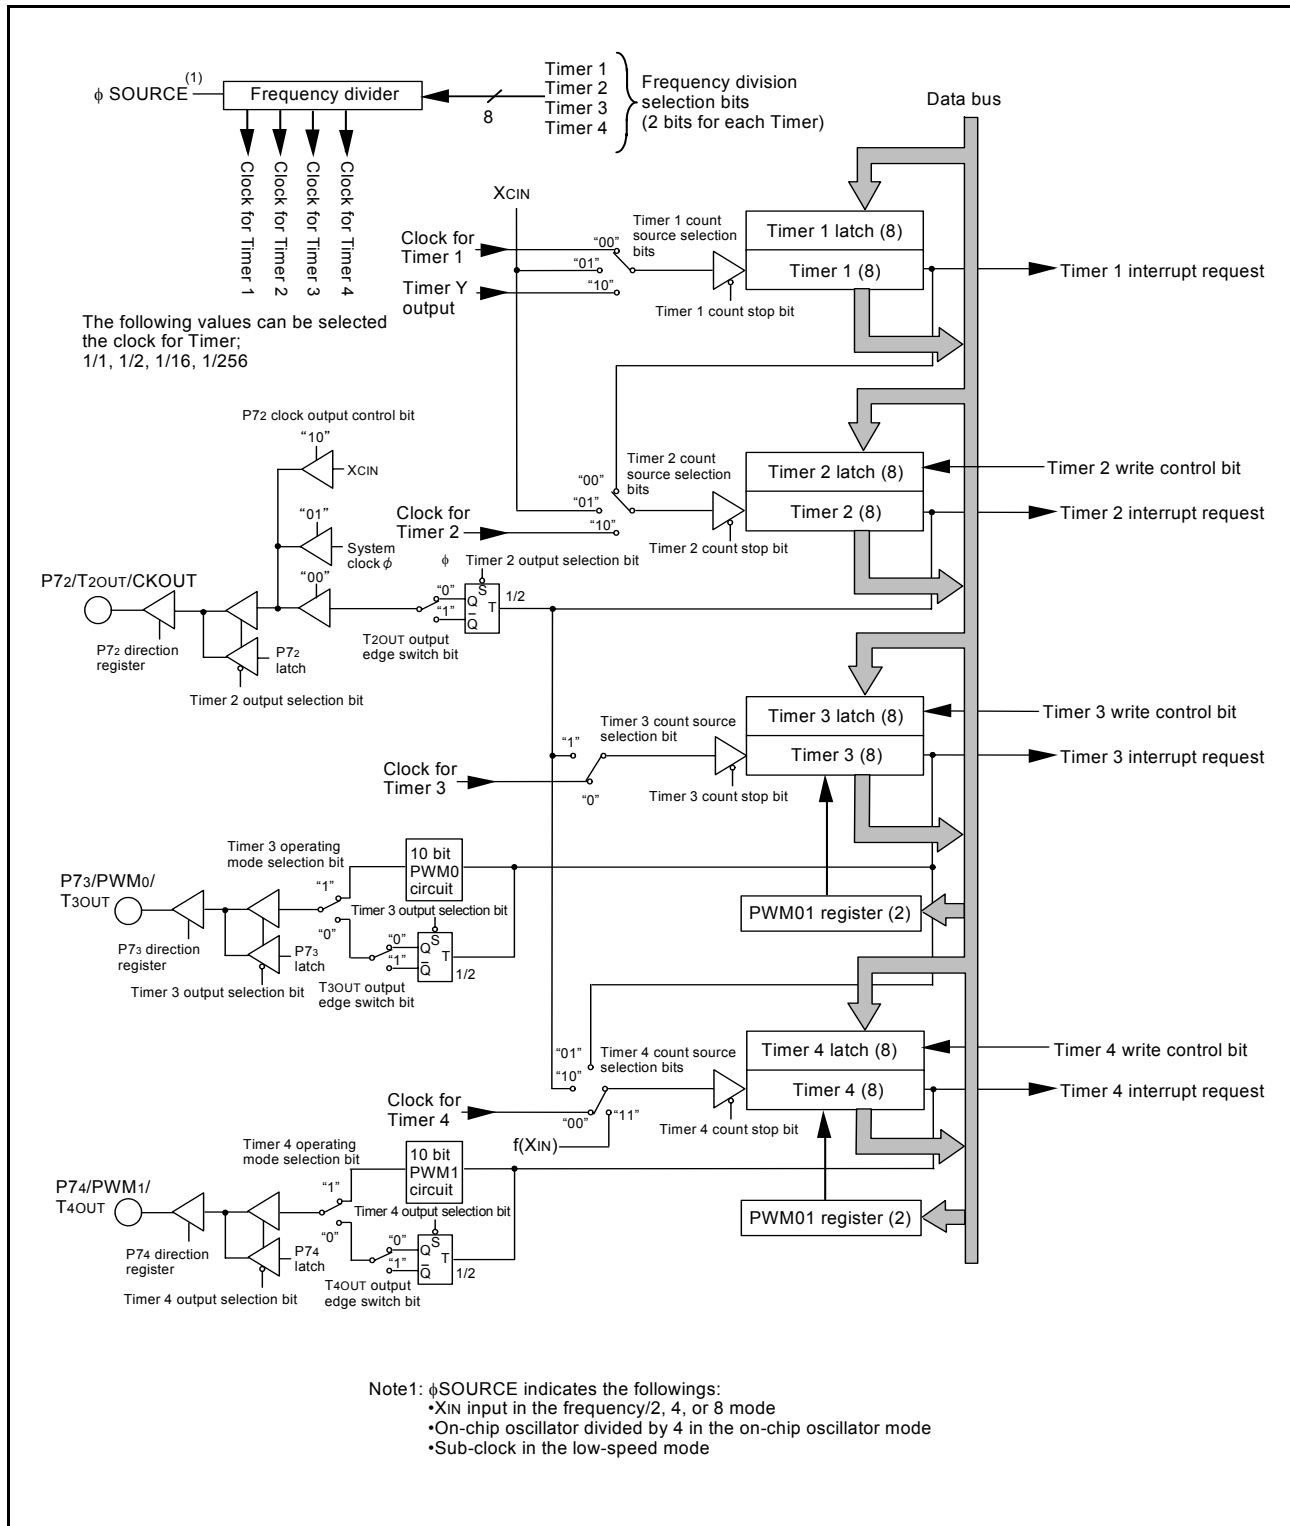 φ SOURCE (1)
Frequency divider
8
Timer 1
Timer 2
Timer 3
Timer 4
Frequency division
selection bits
(2 bits for each Timer)
Data bus
Clock for Timer 1
Clock for Timer 2
Clock for Timer 3
Clock for Timer 4
The following values can be selected
the clock for Timer;
1/1, 1/2, 1/16, 1/256
XCIN
Clock for
Timer 1
Timer Y
output
“00”
“01”
“10”
Timer 1 count
source selection
bits
Timer 1 count stop bit
Timer 1 latch (8)
Timer 1 (8)
Timer 1 interrupt request
P72 clock output control bit
“10”
XCIN
“01”
System
clock φ
“00”
P72/T2OUT/CKOUT
P72 direction
register
P72
latch
Timer 2 output selection bit
Clock for
Timer 2
“00”
“01”
“10”
Timer 2 count
source selection
bits
Timer 2 count stop bit
Timer 2 latch (8)
Timer 2 (8)
Timer 2 write control bit
Timer 2 interrupt request
φ
Timer 2 output selection bit
“0”
“1”
S
Q
T
Q̅
1/2
T2OUT output
edge switch bit
Clock for
Timer 3
“1”
“0”
Timer 3 count source
selection bit
Timer 3 count stop bit
Timer 3 latch (8)
Timer 3 (8)
Timer 3 write control bit
Timer 3 interrupt request
PWM01 register (2)
Timer 3 operating
mode selection bit
“1”
“0”
10 bit
PWM0
circuit
Timer 3 output selection bit
“0”
“1”
S
Q
T
Q̅
1/2
T3OUT output
edge switch bit
P73/PWM0/
T3OUT
P73 direction
register
P73
latch
Timer 3 output selection bit
“01”
“10”
“00”
“11”
Timer 4 count source
selection bits
Clock for
Timer 4
f(XIN)
Timer 4 count stop bit
Timer 4 latch (8)
Timer 4 (8)
Timer 4 write control bit
Timer 4 interrupt request
PWM01 register (2)
Timer 4 operating
mode selection bit
“1”
“0”
10 bit
PWM1
circuit
Timer 4 output selection bit
“0”
“1”
S
Q
T
Q̅
1/2
T4OUT output
edge switch bit
P74/PWM1/
T4OUT
P74 direction
register
P74
latch
Timer 4 output selection bit
Note1: φSOURCE indicates the followings:
•XIN input in the frequency/2, 4, or 8 mode
•On-chip oscillator divided by 4 in the on-chip oscillator mode
•Sub-clock in the low-speed mode